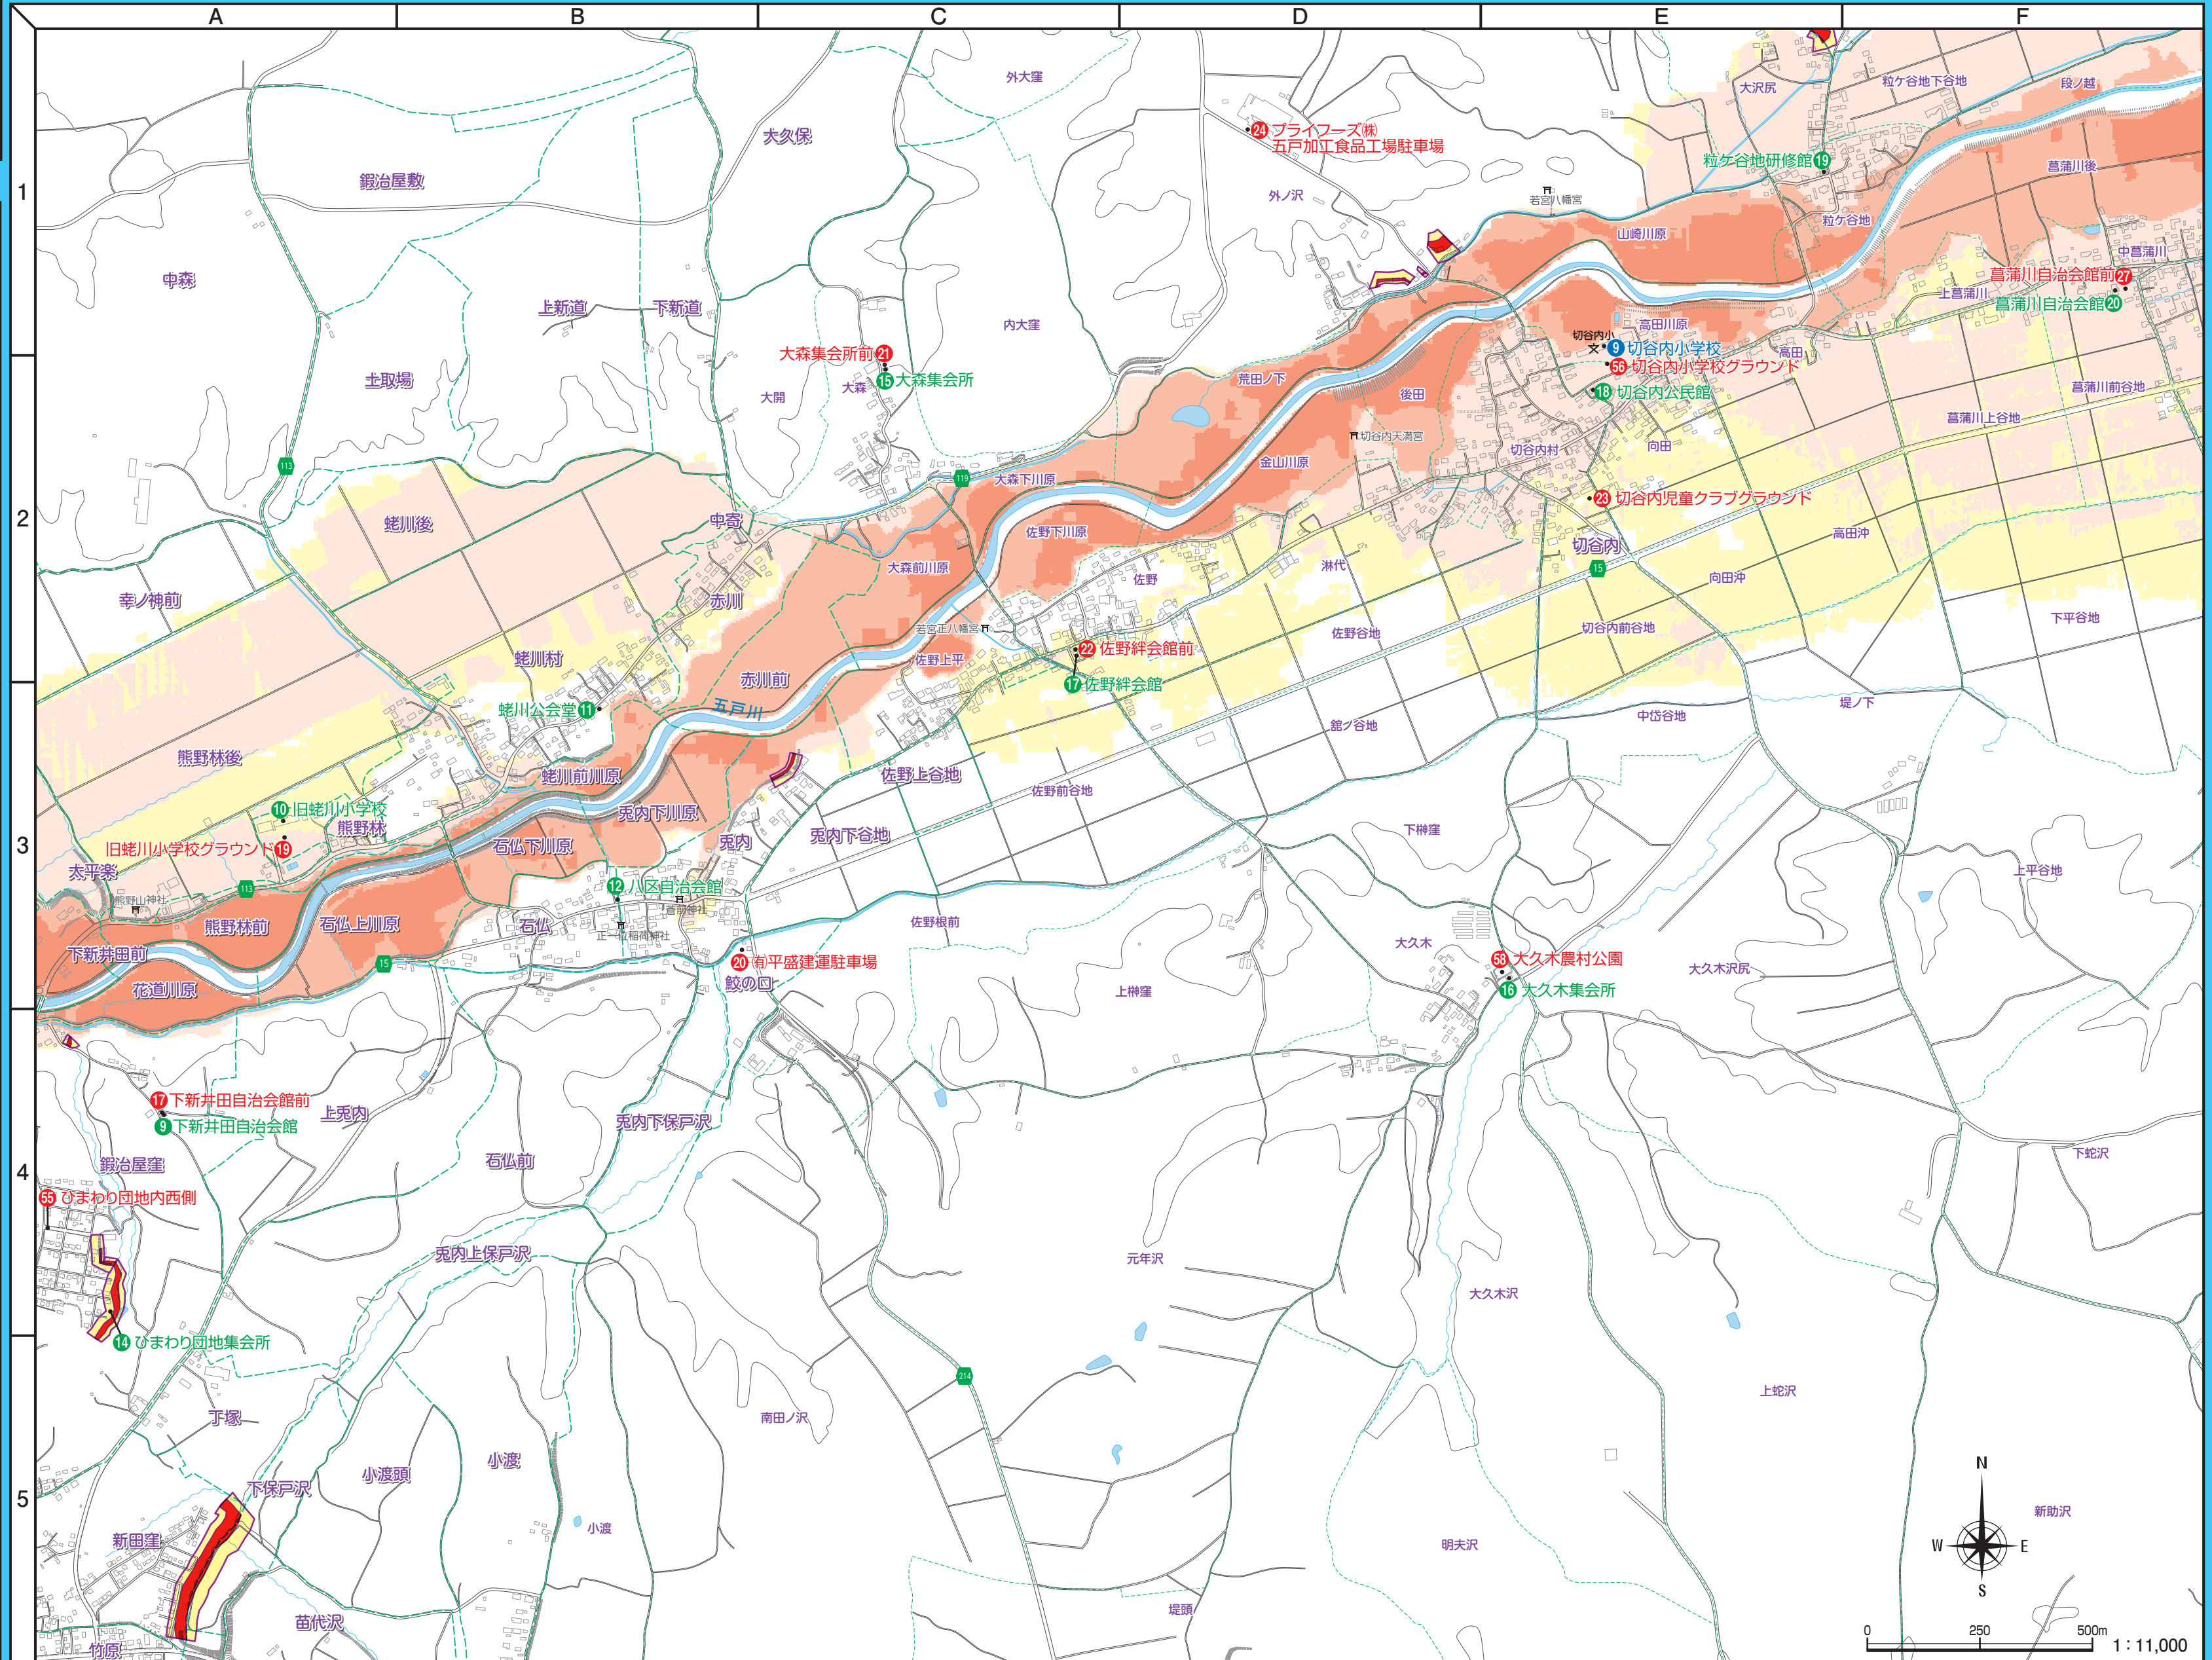 A
B
C
D
E
F
1
2
3
4
5
外大窪
大沢尻
粒ケ谷地下谷地
段ノ越
大久保
24 プライフーズ㈱
五戸加工食品工場駐車場
粒ケ谷地研修館 19
菖蒲川後
鍛冶屋敷
外ノ沢
若宮八幡宮
粒ケ谷地
山崎川原
中菖蒲川
中森
菖蒲川自治会館前 27
上菖蒲川
菖蒲川自治会館 20
上新道
下新道
内大窪
高田川原
切谷内小
9 切谷内小学校
高田
大森集会所前 21
56 切谷内小学校グラウンド
15 大森集会所
土取場
大森
大開
荒田ノ下
後田
18 切谷内公民館
菖蒲川前谷地
菖蒲川上谷地
切谷内天満宮
向田
切谷内村
金山川原
113
119
大森下川原
23 切谷内児童クラブグラウンド
蛯川後
中寄
佐野下川原
高田沖
切谷内
大森前川原
淋代
15
佐野
向田沖
幸ノ神前
赤川
下平谷地
若宮正八幡宮
佐野谷地
切谷内前谷地
22 佐野絆会館前
蛯川村
佐野上平
赤川前
17 佐野絆会館
蛯川公会堂 11
五戸川
堤ノ下
中岱谷地
舘ノ谷地
熊野林後
蛯川前川原
佐野上谷地
佐野前谷地
10 旧蛯川小学校
兎内下川原
熊野林
下榊窪
兎内下谷地
兎内
石仏下川原
旧蛯川小学校グラウンド 19
太平楽
上平谷地
113
12 八区自治会館
熊野山神社
菅前神社
熊野林前
石仏上川原
石仏
正一位稲荷神社
佐野根前
大久木
下新井田前
15
20 ㈲平盛建運駐車場
58 大久木農村公園
大久木沢尻
鮫の口
花道川原
上榊窪
16 大久木集会所
17 下新井田自治会館前
上兎内
兎内下保戸沢
9 下新井田自治会館
下蛇沢
石仏前
鍛冶屋窪
55 ひまわり団地内西側
兎内上保戸沢
元年沢
大久木沢
14 ひまわり団地集会所
214
上蛇沢
丁塚
南田ノ沢
小渡
小渡頭
下保戸沢
新助沢
小渡
新田窪
明夫沢
堤頭
苗代沢
竹原
N
W
E
S
0
250
500m
1：11,000